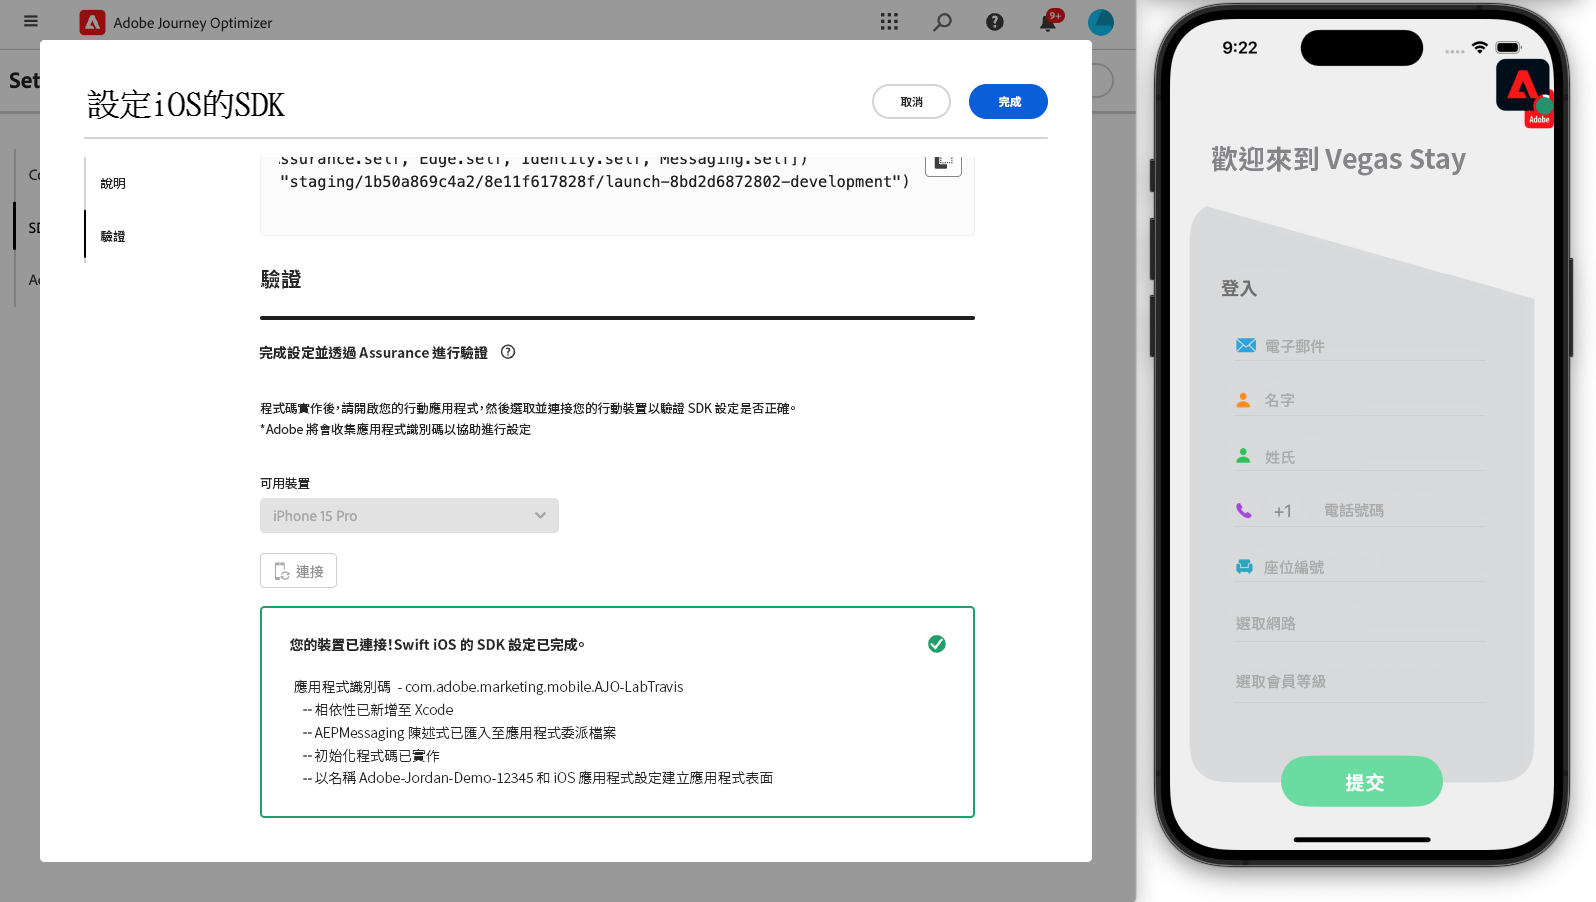 Adobe Journey Optimizer
9+
Set
設定iOS的SDK
取消
完成
說明
驗證
ssurance.self, Edge.self, Identity.self, Messaging.self])
"staging/1b50a869c4a2/8e11f617828f/launch-8bd2d6872802-development")
驗證
完成設定並透過 Assurance 進行驗證
程式碼實作後，請開啟您的行動應用程式，然後選取並連接您的行動裝置以驗證 SDK 設定是否正確。
*Adobe 將會收集應用程式識別碼以協助進行設定
可用裝置
iPhone 15 Pro
連接
您的裝置已連接！Swift iOS 的 SDK 設定已完成。
應用程式識別碼 - com.adobe.marketing.mobile.AJO-LabTravis
-- 相依性已新增至 Xcode
-- AEPMessaging 陳述式已匯入至應用程式委派檔案
-- 初始化程式碼已實作
-- 以名稱 Adobe-Jordan-Demo-12345 和 iOS 應用程式設定建立應用程式表面
9:22
Adobe
歡迎來到 Vegas Stay
登入
電子郵件
名字
姓氏
+1 電話號碼
座位編號
選取網路
選取會員等級
提交